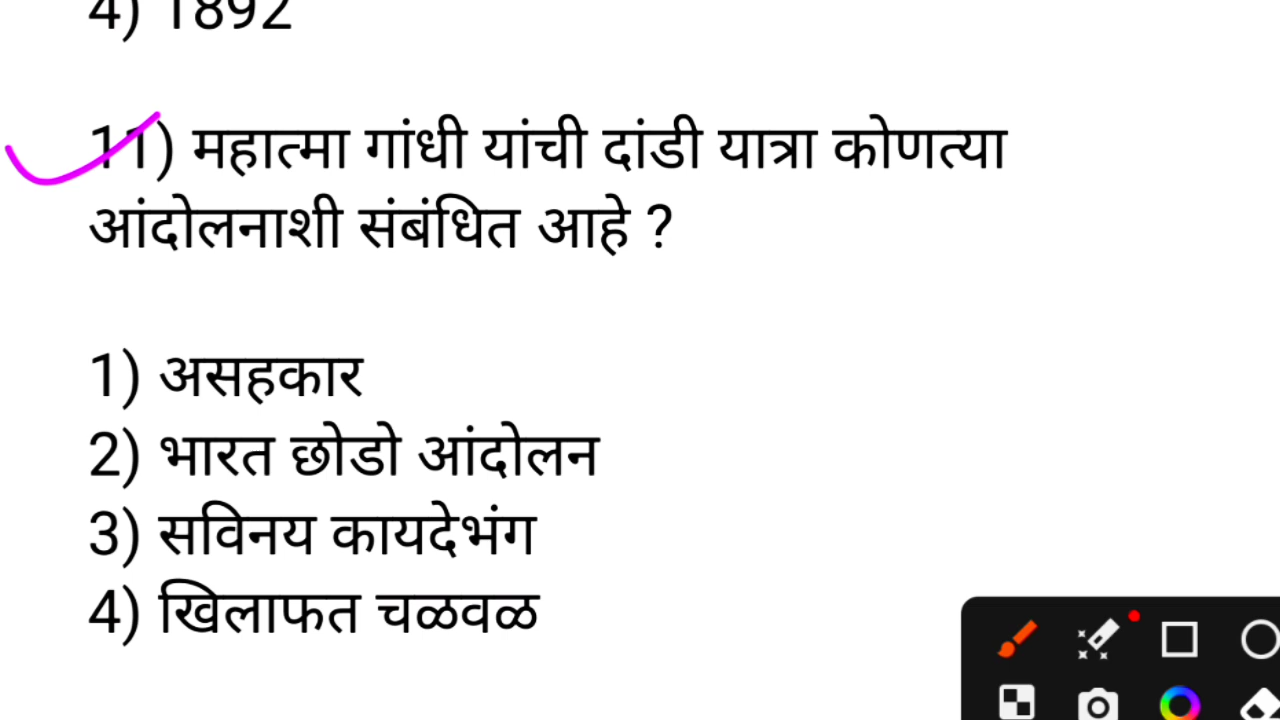 4) 1892
11) महात्मा गांधी यांची दांडी यात्रा कोणत्या
आंदोलनाशी संबंधित आहे ?
1) असहकार
2) भारत छोडो आंदोलन
3) सविनय कायदेभंग
4) खिलाफत चळवळ